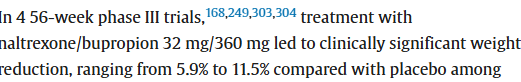 In 4 56-week phase III trials,168,249,303,304 treatment with
naltrexone/bupropion 32 mg/360 mg led to clinically significant weight
reduction, ranging from 5.9% to 11.5% compared with placebo among